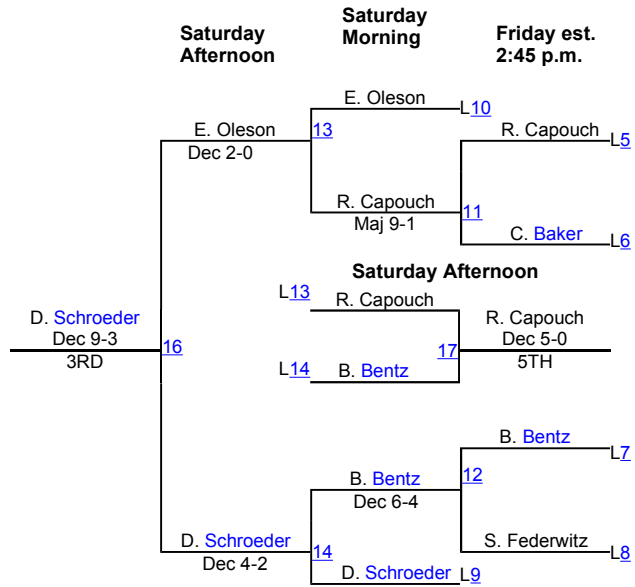 Saturday
Afternoon
Saturday
Morning
Friday est.
2:45 p.m.
E. Oleson
L10
E. Oleson
13
R. Capouch
L5
Dec 2-0
R. Capouch
11
Maj 9-1
C. Baker
L6
Saturday Afternoon
L13
R. Capouch
D. Schroeder
R. Capouch
Dec 9-3
16
17
Dec 5-0
3RD
5TH
L14
B. Bentz
B. Bentz
L7
B. Bentz
12
Dec 6-4
D. Schroeder
14
S. Federwitz
L8
Dec 4-2
D. Schroeder
L9